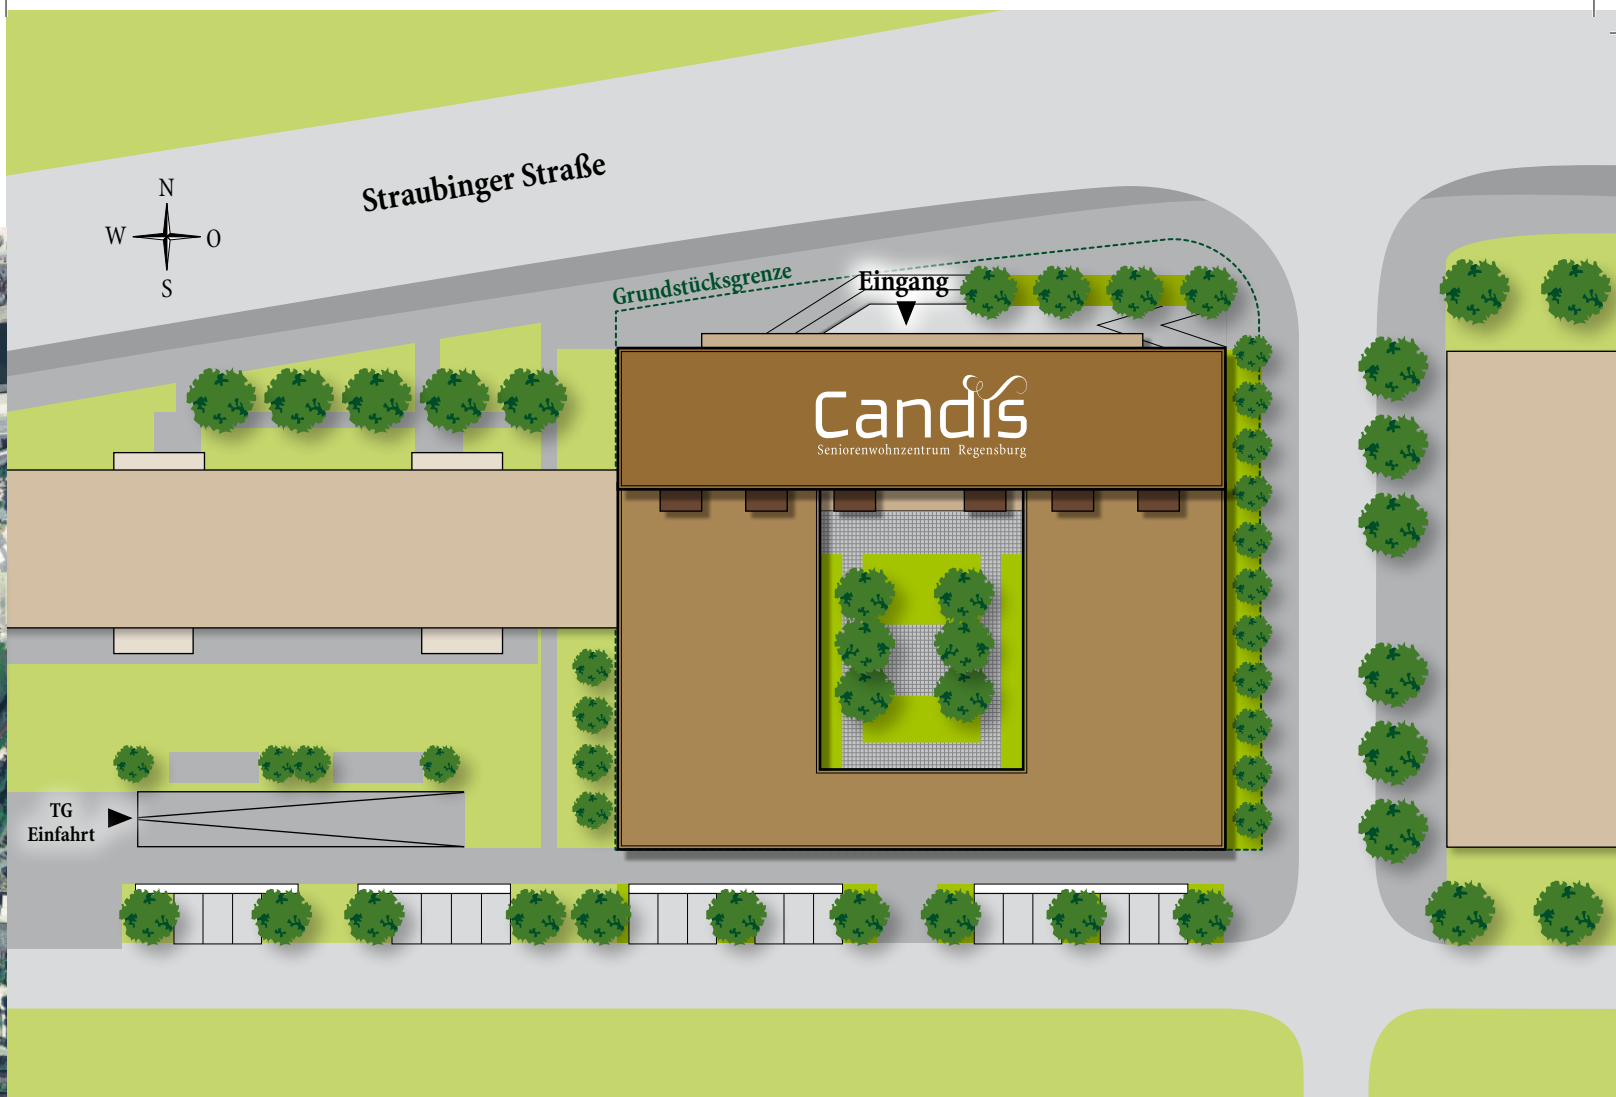 Straubinger Straße
N
W
O
S
Grundstücksgrenze
Eingang
Candis
Seniorenwohnzentrum Regensburg
TG
Einfahrt